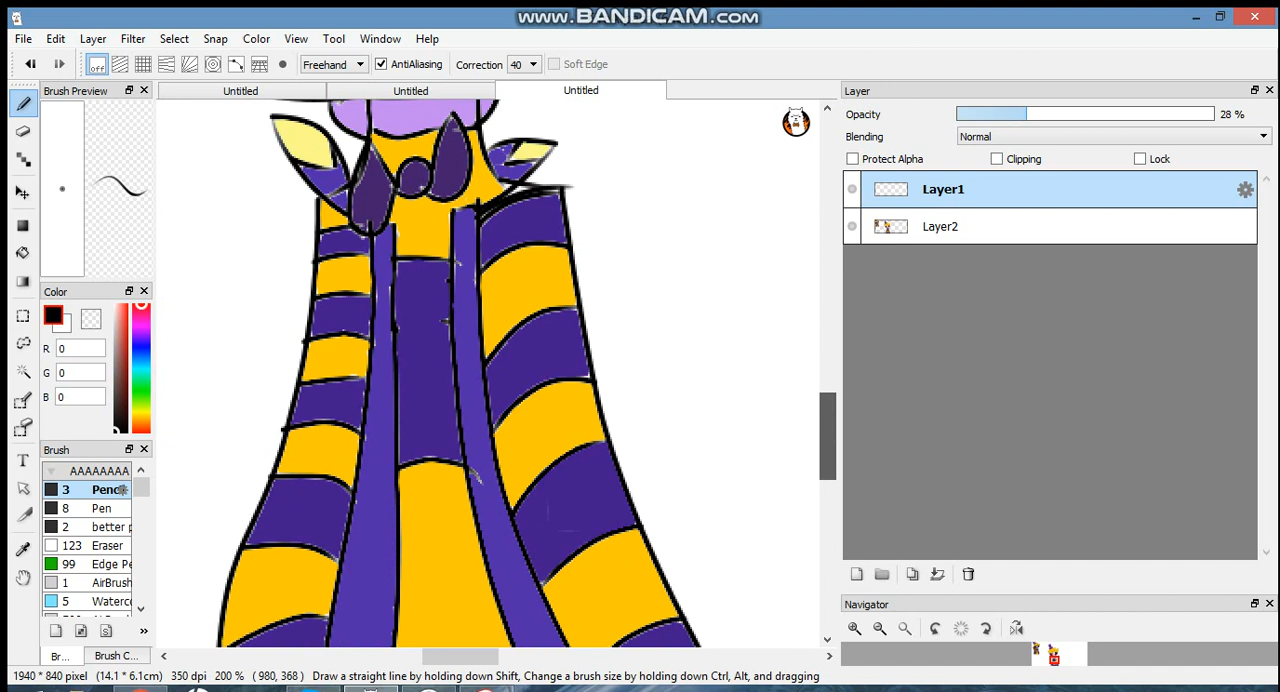 www.BANDICAM.com
File Edit Layer Filter Select Snap Color View Tool Window Help
off Freehand AntiAliasing Correction 40 Soft Edge
Brush Preview Untitled Untitled Untitled Layer
Opacity 28 %
Blending Normal
Protect Alpha Clipping Lock
Layer1
Layer2
Color
R 0
G 0
B 0
Brush
AAAAAAAA
3 Penc
8 Pen
2 better p
123 Eraser
99 Edge Pe
1 AirBrush
5 Waterco
Navigator
Br... Brush C...
1940 * 840 pixel (14.1 * 6.1cm) 350 dpi 200 % ( 980, 368 ) Draw a straight line by holding down Shift, Change a brush size by holding down Ctrl, Alt, and dragging